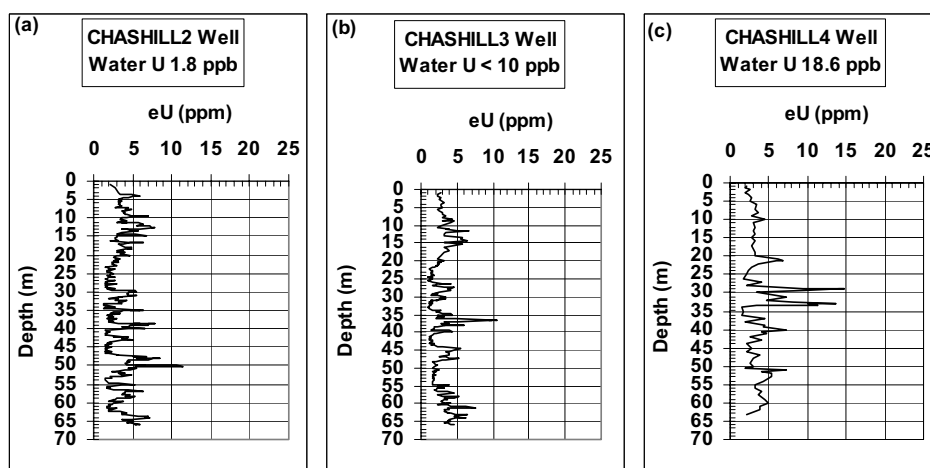 (a)
CHASHILL2 Well
Water U 1.8 ppb
eU (ppm)
0 5 10 15 20 25
0
5
10
15
20
25
30
35
40
45
50
55
60
65
70
Depth (m)
(b)
CHASHILL3 Well
Water U < 10 ppb
eU (ppm)
0 5 10 15 20 25
0
5
10
15
20
25
30
35
40
45
50
55
60
65
70
Depth (m)
(c)
CHASHILL4 Well
Water U 18.6 ppb
eU (ppm)
0 5 10 15 20 25
0
5
10
15
20
25
30
35
40
45
50
55
60
65
70
Depth (m)